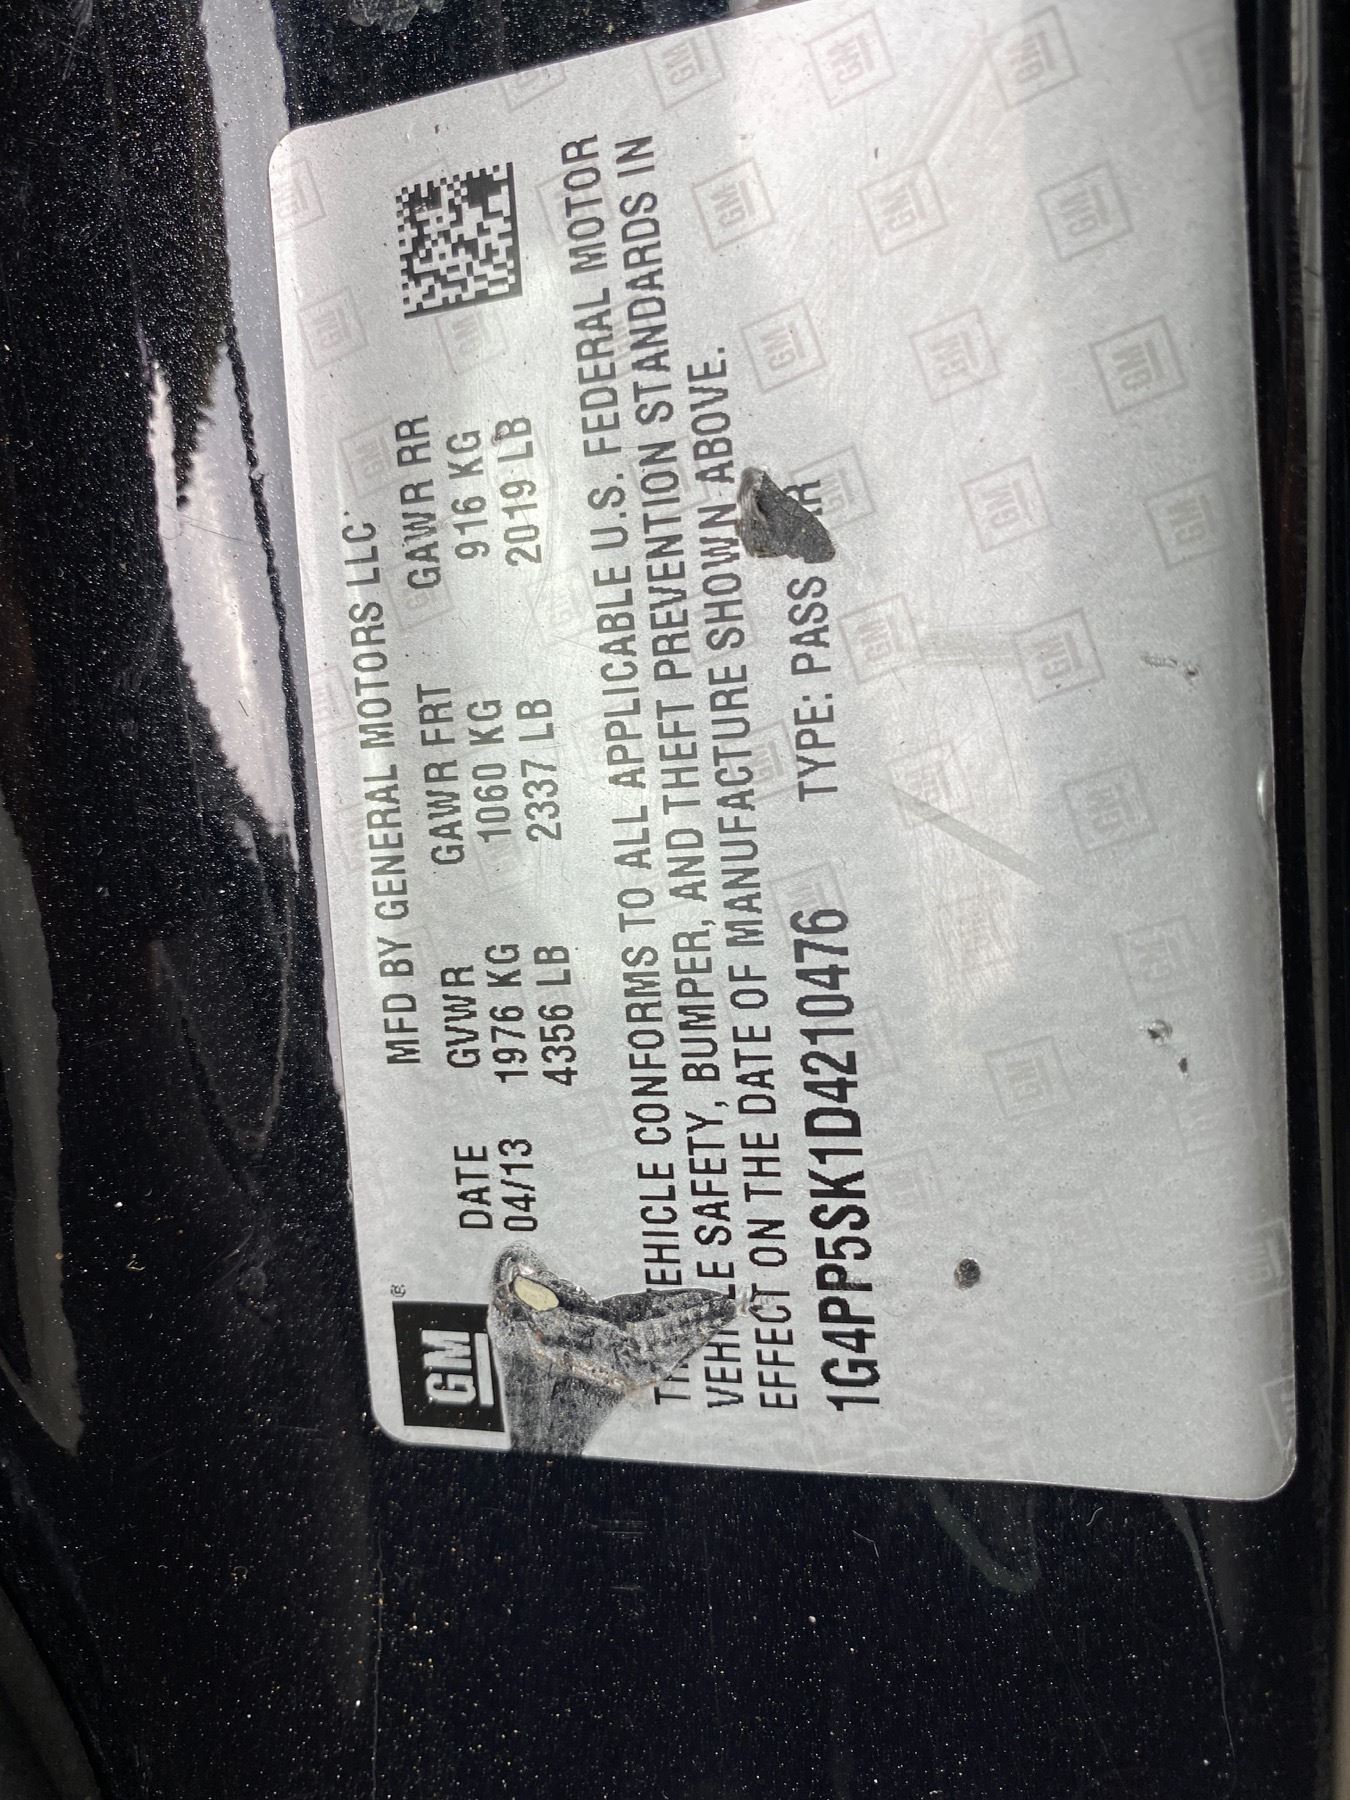 GM®
MFD BY GENERAL MOTORS LLC
DATE GVWR GAWR FRT GAWR RR
04/13 1976 KG 1060 KG 916 KG
4356 LB 2337 LB 2019 LB
EHICLE CONFORMS TO ALL APPLICABLE U.S. FEDERAL MOTOR
VEHI LE SAFETY, BUMPER, AND THEFT PREVENTION STANDARDS IN
EFFECT ON THE DATE OF MANUFACTURE SHOWN ABOVE.
1G4PP5SK1D4210476 TYPE: PASS